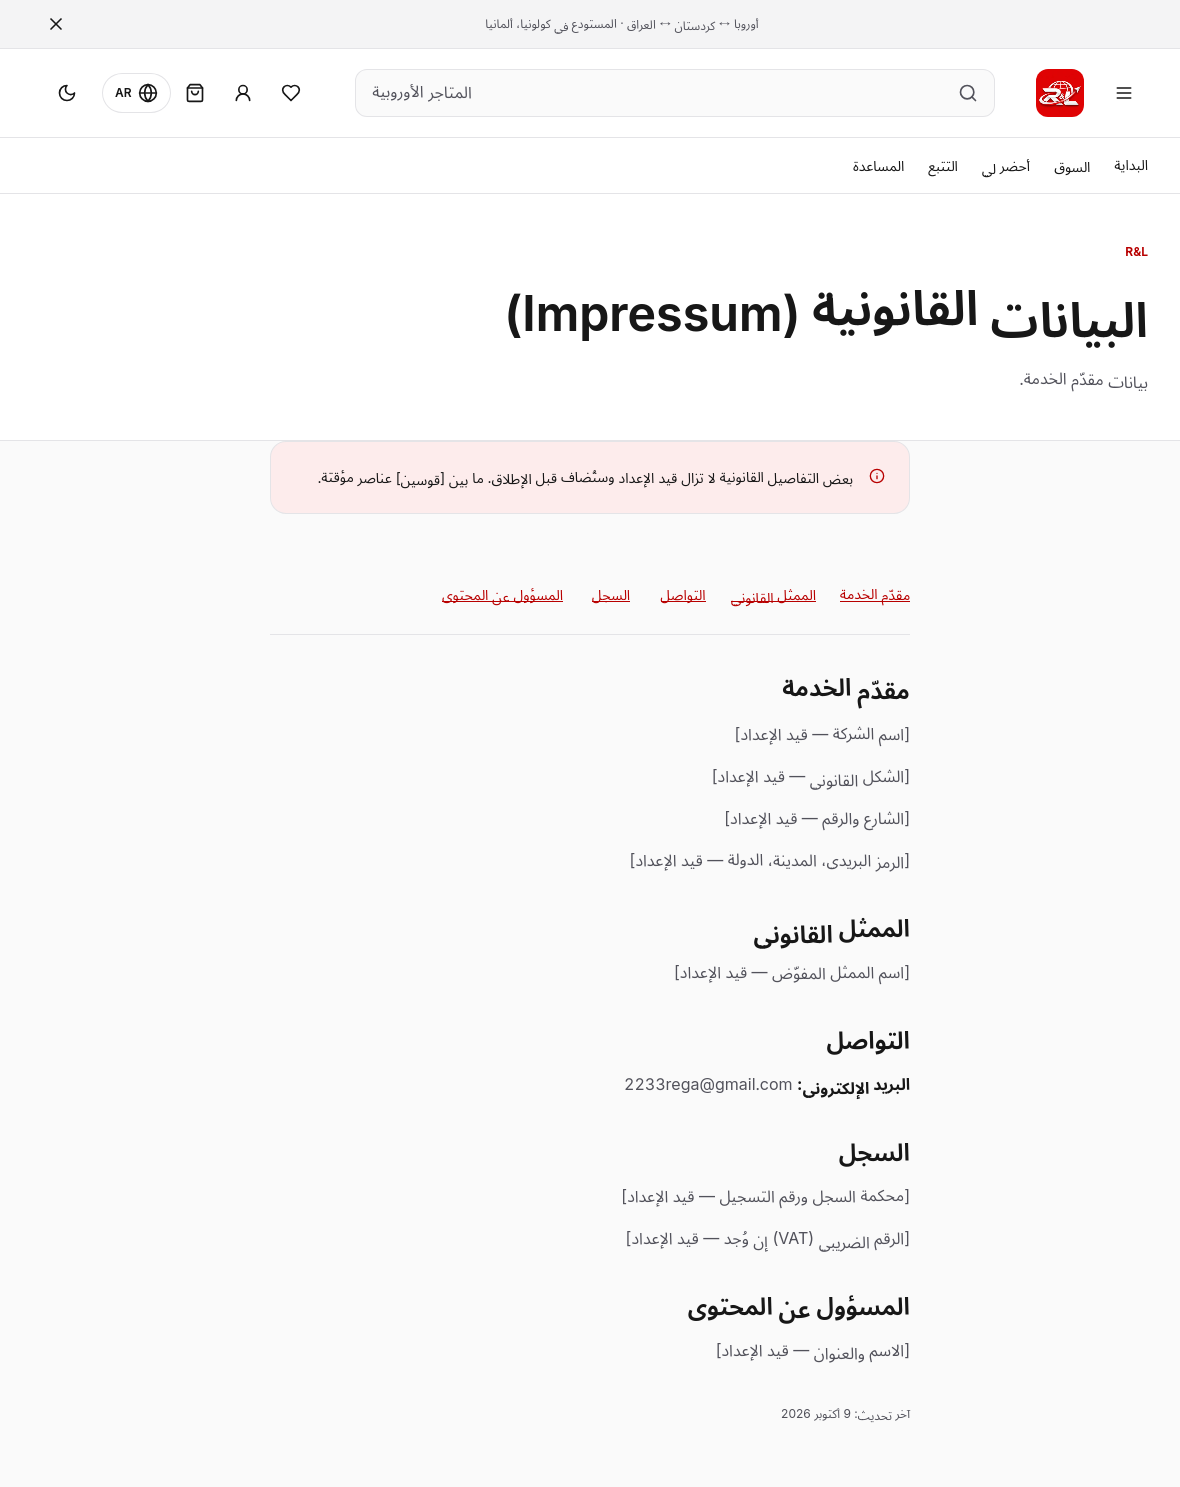 أوروبا ↔ كردستان ↔ العراق · المستودع في كولونيا، ألمانيا
R&L
المتاجر الأوروبية
AR
البداية
السوق
أحضر لي
التتبع
المساعدة
R&L
البيانات القانونية (Impressum)
بيانات مقدّم الخدمة.
بعض التفاصيل القانونية لا تزال قيد الإعداد وستُضاف قبل الإطلاق. ما بين [قوسين] عناصر مؤقتة.
مقدّم الخدمة
الممثل القانوني
التواصل
السجل
المسؤول عن المحتوى
مقدّم الخدمة
[اسم الشركة — قيد الإعداد]
[الشكل القانوني — قيد الإعداد]
[الشارع والرقم — قيد الإعداد]
[الرمز البريدي، المدينة، الدولة — قيد الإعداد]
الممثل القانوني
[اسم الممثل المفوّض — قيد الإعداد]
التواصل
البريد الإلكتروني: 2233rega@gmail.com
السجل
[محكمة السجل ورقم التسجيل — قيد الإعداد]
[الرقم الضريبي (VAT) إن وُجد — قيد الإعداد]
المسؤول عن المحتوى
[الاسم والعنوان — قيد الإعداد]
آخر تحديث: 9 أكتوبر 2026